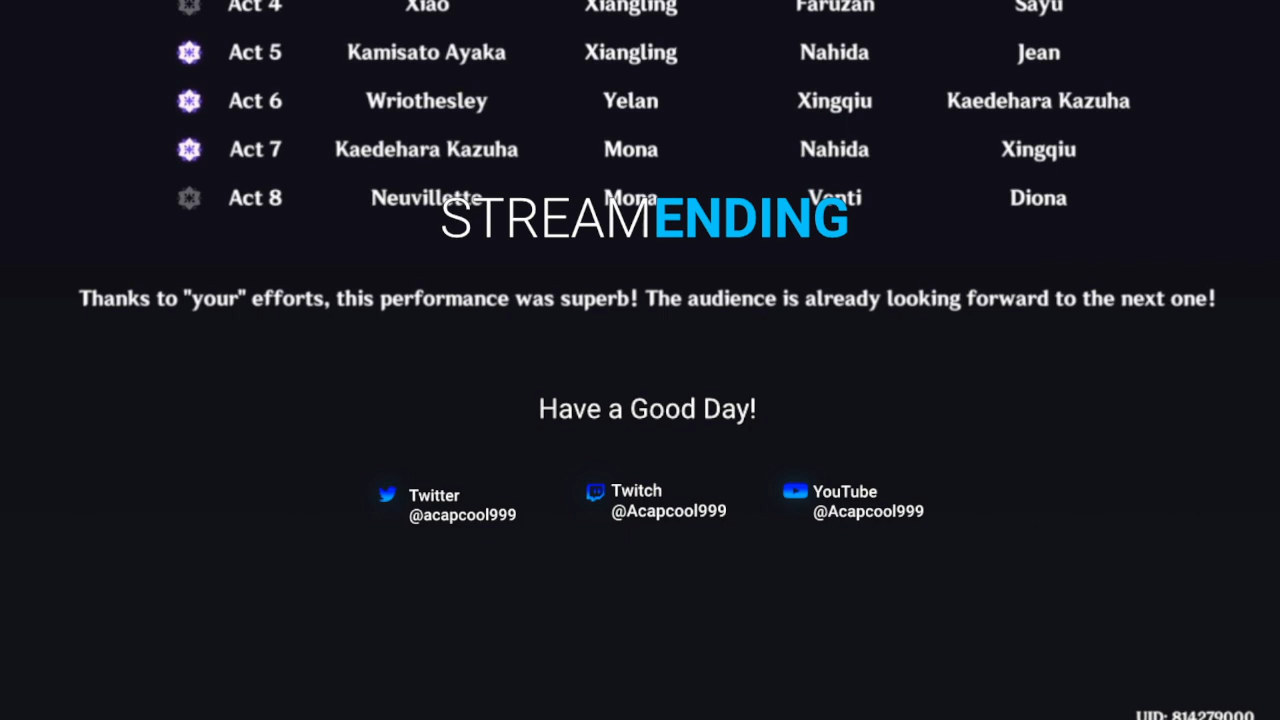 Act 4 Xiao Xiangling Faruzan Sayu
Act 5 Kamisato Ayaka Xiangling Nahida Jean
Act 6 Wriothesley Yelan Xingqiu Kaedehara Kazuha
Act 7 Kaedehara Kazuha Mona Nahida Xingqiu
Act 8 Neuvillette Mona Venti Diona
STREAMENDING
Thanks to "your" efforts, this performance was superb! The audience is already looking forward to the next one!
Have a Good Day!
Twitter Twitch YouTube
@acapcool999 @Acapcool999 @Acapcool999
UID: 814279000